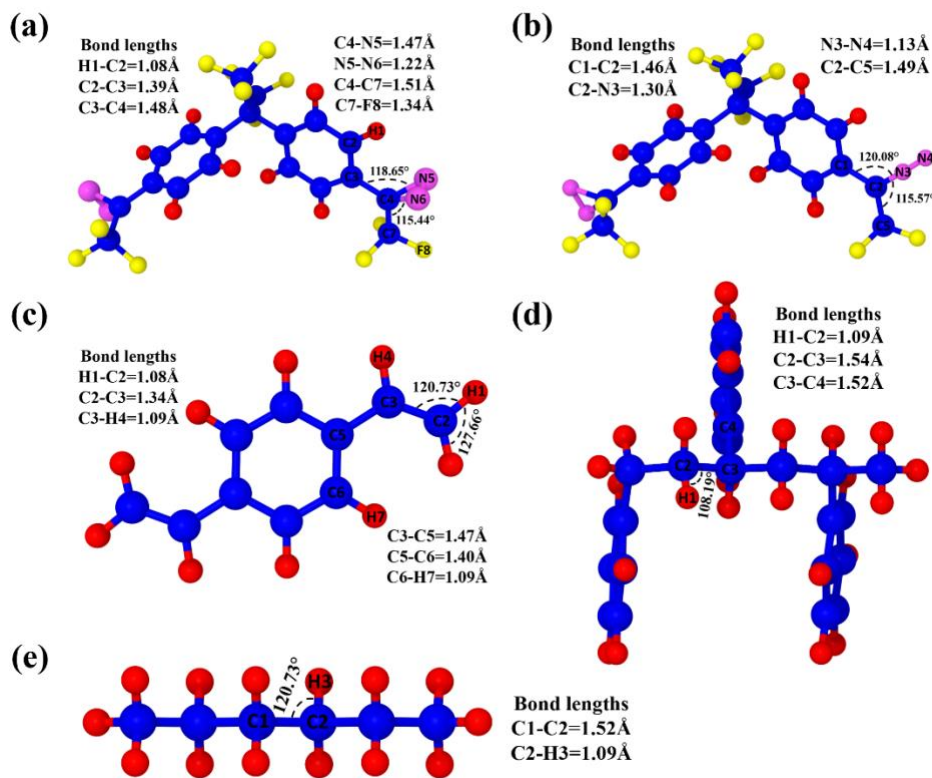 (a)
Bond lengths
H1-C2=1.08Å
C2-C3=1.39Å
C3-C4=1.48Å
C4-N5=1.47Å
N5-N6=1.22Å
C4-C7=1.51Å
C7-F8=1.34Å
H1
C2
C3
118.65°
N5
C4
N6
115.44°
C7
F8
(b)
Bond lengths
C1-C2=1.46Å
C2-N3=1.30Å
N3-N4=1.13Å
C2-C5=1.49Å
120.08°
N4
C1
N3
C2
115.57°
C5
(c)
Bond lengths
H1-C2=1.08Å
C2-C3=1.34Å
C3-H4=1.09Å
H4
120.73°
H1
C3
C2
127.66°
C5
C6
H7
C3-C5=1.47Å
C5-C6=1.40Å
C6-H7=1.09Å
(d)
Bond lengths
H1-C2=1.09Å
C2-C3=1.54Å
C3-C4=1.52Å
C4
C2
C3
H1
108.19°
(e)
120.73°
H3
C1
C2
Bond lengths
C1-C2=1.52Å
C2-H3=1.09Å